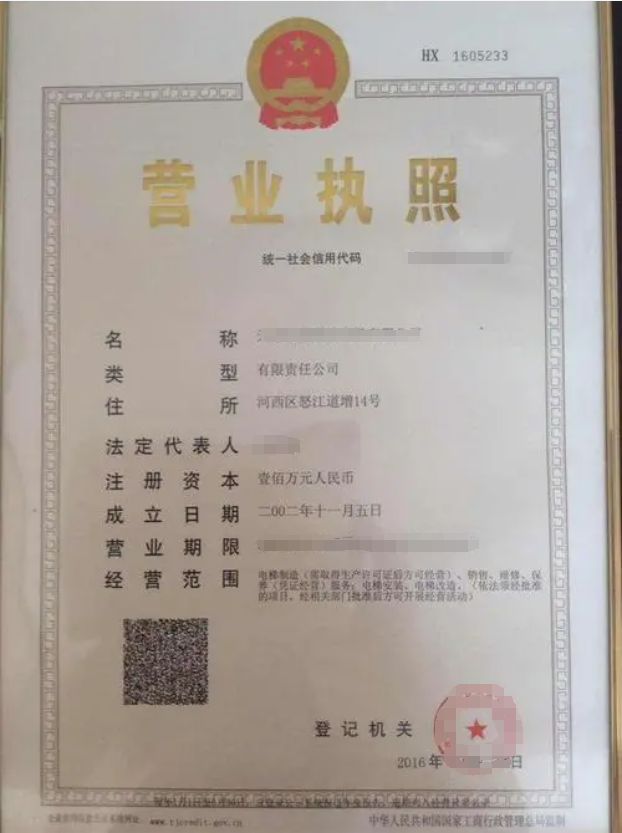 HX 1605233
营业执照
统一社会信用代码
名称
类型 有限责任公司
住所 河西区怒江道增14号
法定代表人
注册资本 壹佰万元人民币
成立日期 二00二年十一月五日
营业期限
经营范围 电梯制造（需取得生产许可证后方可经营）、销售、维修、保
养（凭证经营）服务；电梯安装、电梯改造。（依法须经批准
的项目，经相关部门批准后方可开展经营活动）
登记机关
2016年 日
www.tjcredit.gov.cn
中华人民共和国国家工商行政管理总局监制